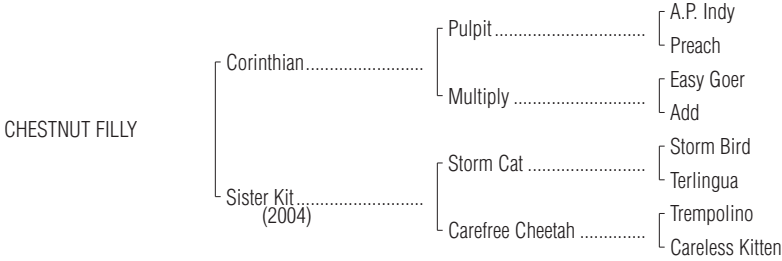 A.P. Indy
Pulpit..............................
Preach
Corinthian........................
Easy Goer
Multiply ..........................
Add
CHESTNUT FILLY
Storm Bird
Storm Cat ........................
Terlingua
Sister Kit..........................
(2004)
Trempolino
Carefree Cheetah ..............
Careless Kitten